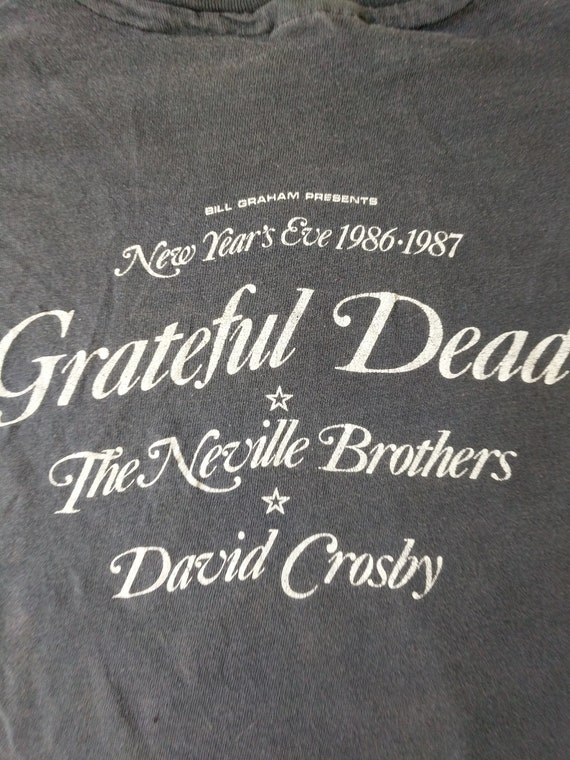 BILL GRAHAM PRESENTS
New Year's Eve 1986·1987
Grateful Dead
The Neville Brothers
David Crosby